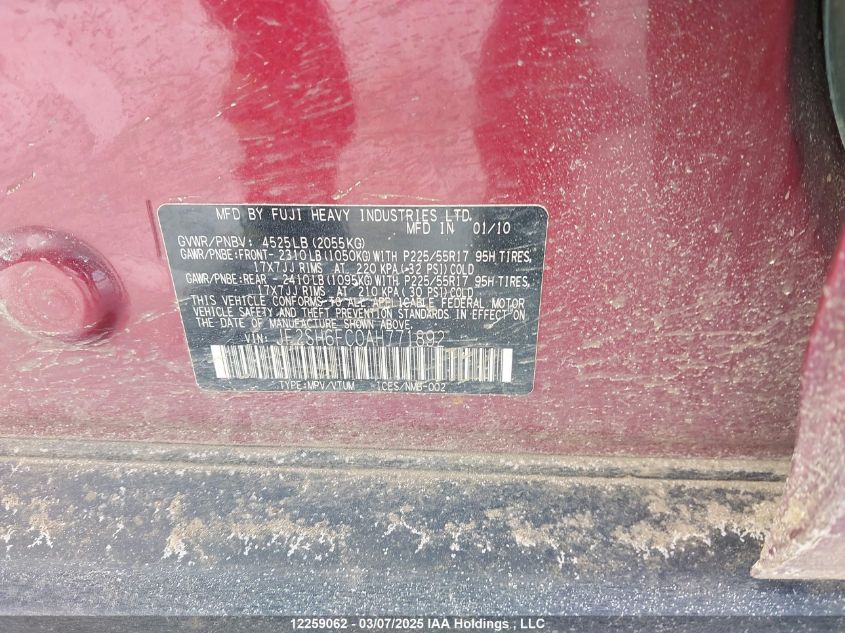 MFD BY FUJI HEAVY INDUSTRIES LTD.
MFD IN 01/10
GVWR/PNBV: 4525LB(2055KG)
GAWR/PNBE:FRONT- 2310LB(1050KG)WITH P225/55R17 95H TIRES,
17X7JJ RIMS AT 220 KPA(-32 PSI)COLD
GAWR/PNBE:REAR -2410LB(1095KG)WITH P225/55R17 95H TIRES,
17X7JJ RIMS AT 210 KPA(30 PSI)COLD
THIS VEHICLE CONFORMS TO ALL APPLICABLE FEDERAL MOTOR
VEHICLE SAFETY AND THEFT PREVENTION STANDARDS IN EFFECT ON
THE DATE OF MANUFACTURE SHOWN ABOVE.
VIN: JF2SH6FC0AH771892
TYPE:MPV/VTUM ICES/NMB-002
12259062 - 03/07/2025 IAA Holdings, LLC